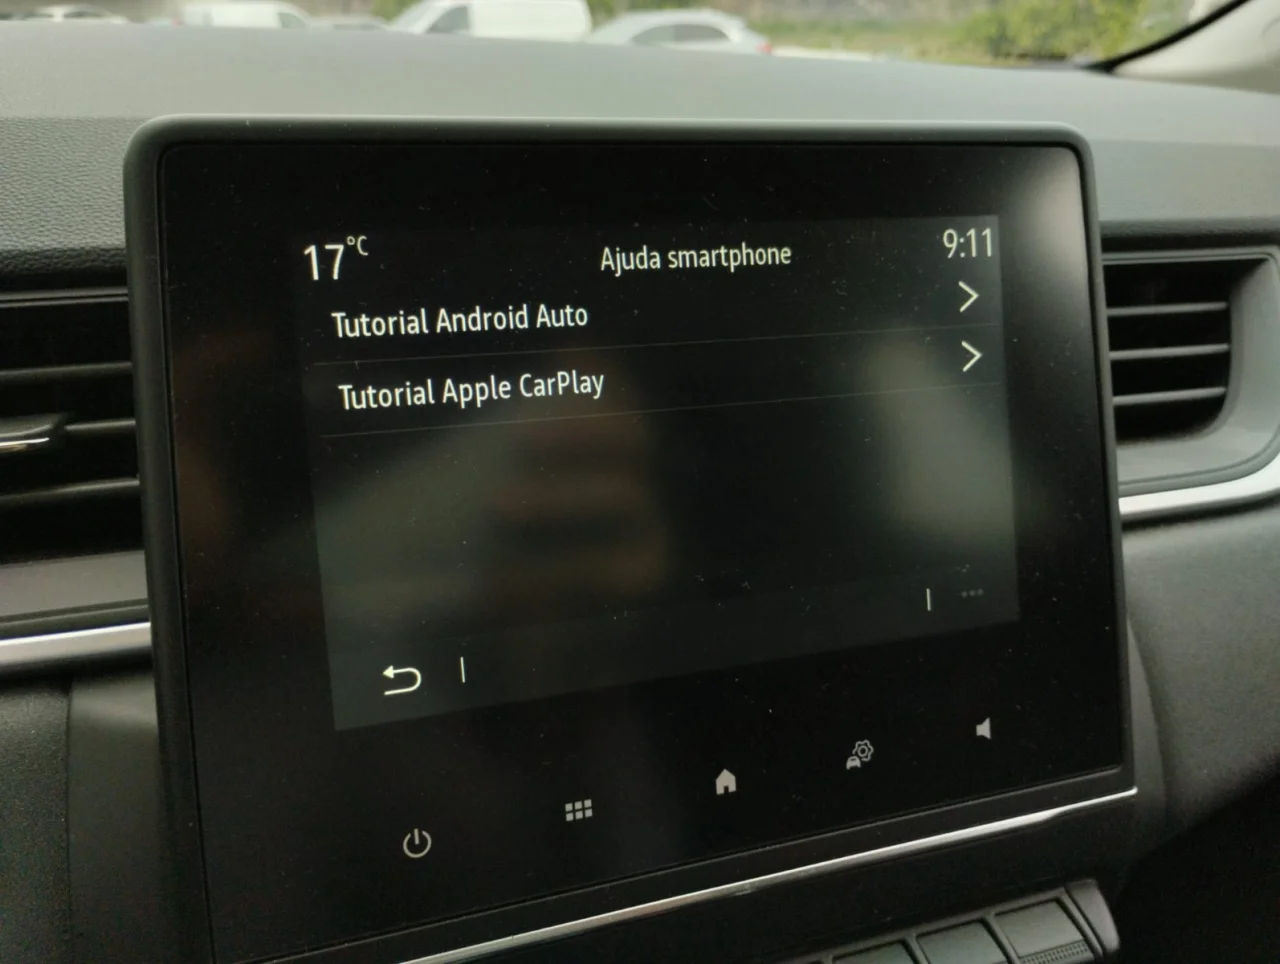 17°C
Ajuda smartphone
9:11
Tutorial Android Auto
Tutorial Apple CarPlay